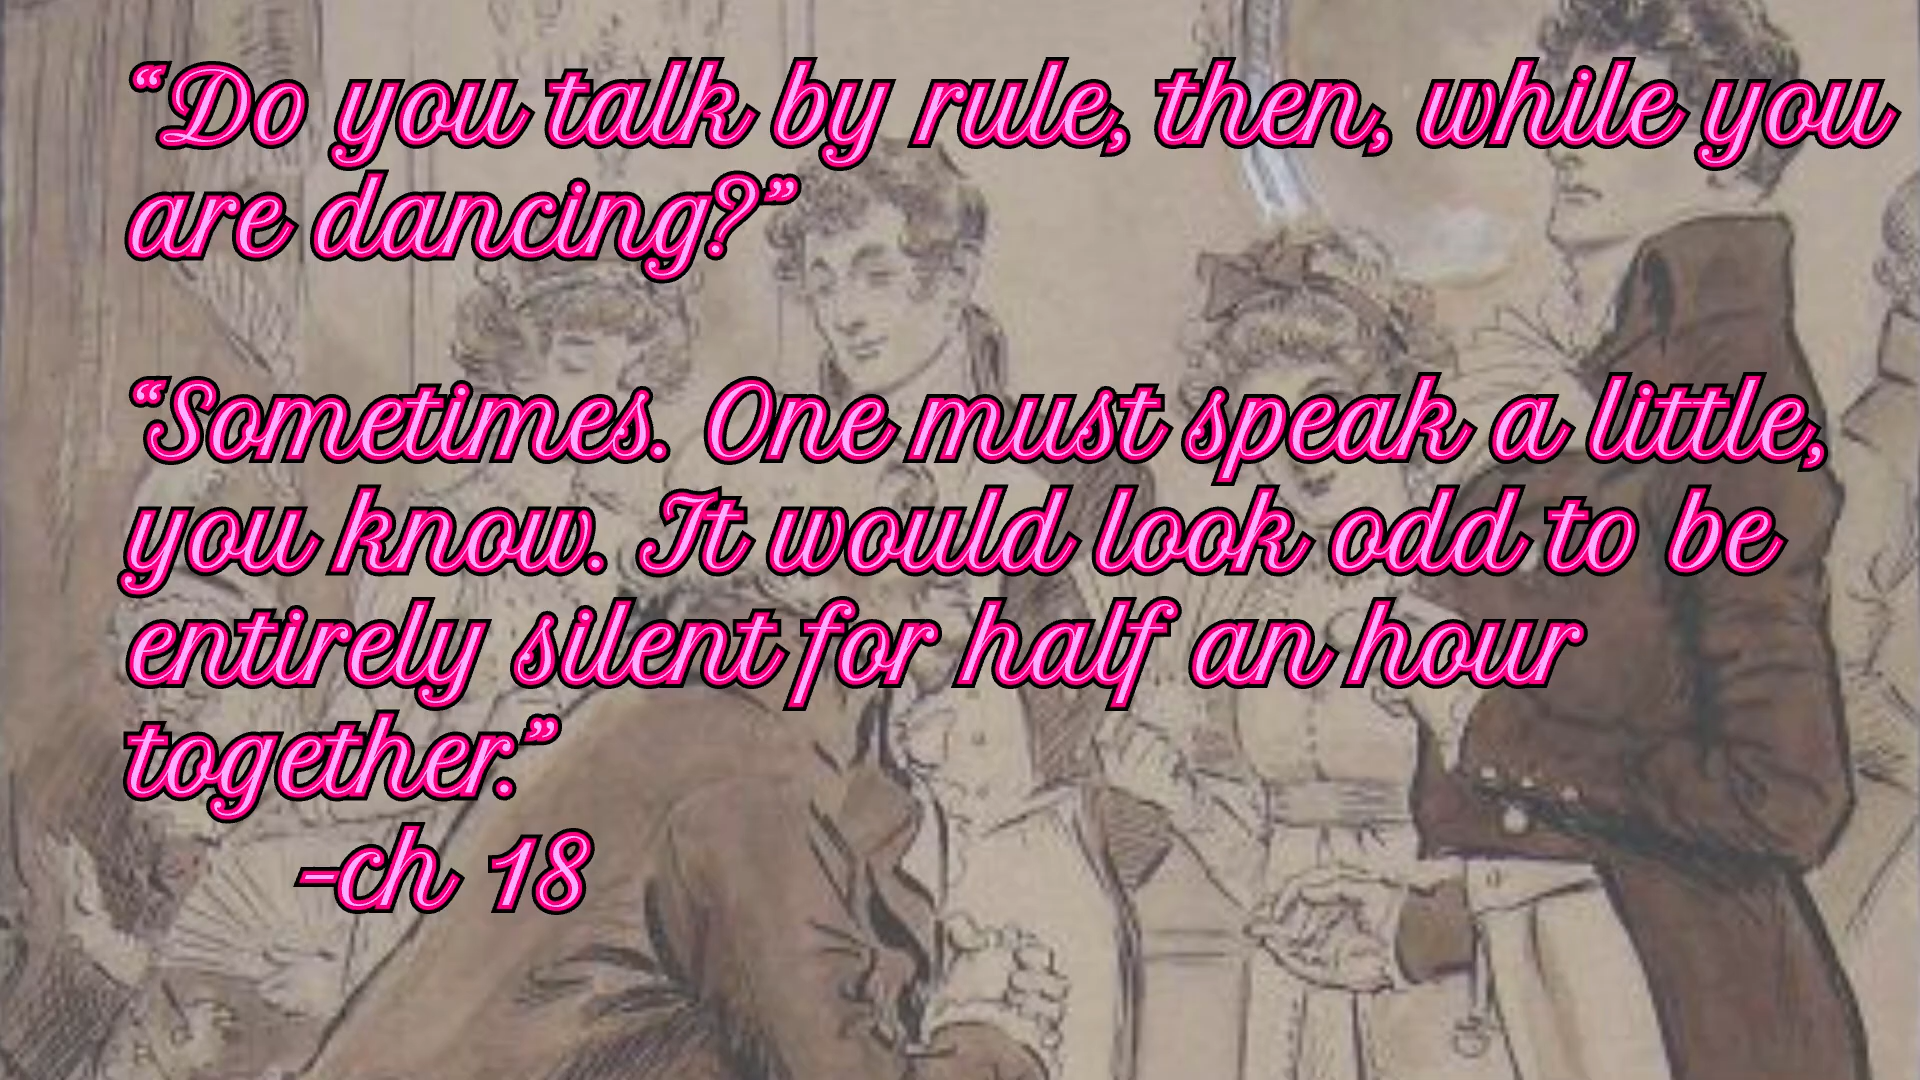 “Do you talk by rule, then, while you
are dancing?”
“Sometimes. One must speak a little,
you know. It would look odd to be
entirely silent for half an hour
together.”
-ch 18